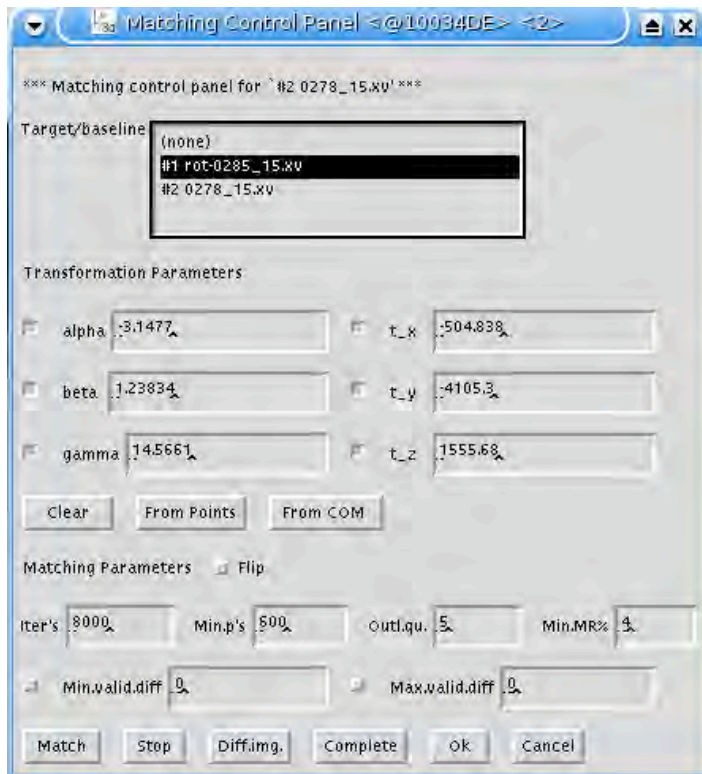 Matching Control Panel <@10034DE> <2>
*** Matching control panel for `#2 0278_15.xv' ***
Target/baseline
(none)
#1 rot-0285_15.xv
#2 0278_15.xv
Transformation Parameters
alpha -3.1477 t_x -504.838
beta 1.23834 t_y -4105.3
gamma 14.5661 t_z 1555.68
Clear From Points From COM
Matching Parameters Flip
Iter's 8000 Min.p's 500 Outl.qu. 5 Min.MR% 4
Min.valid.diff 0 Max.valid.diff 0
Match Stop Diff.img. Complete Ok Cancel